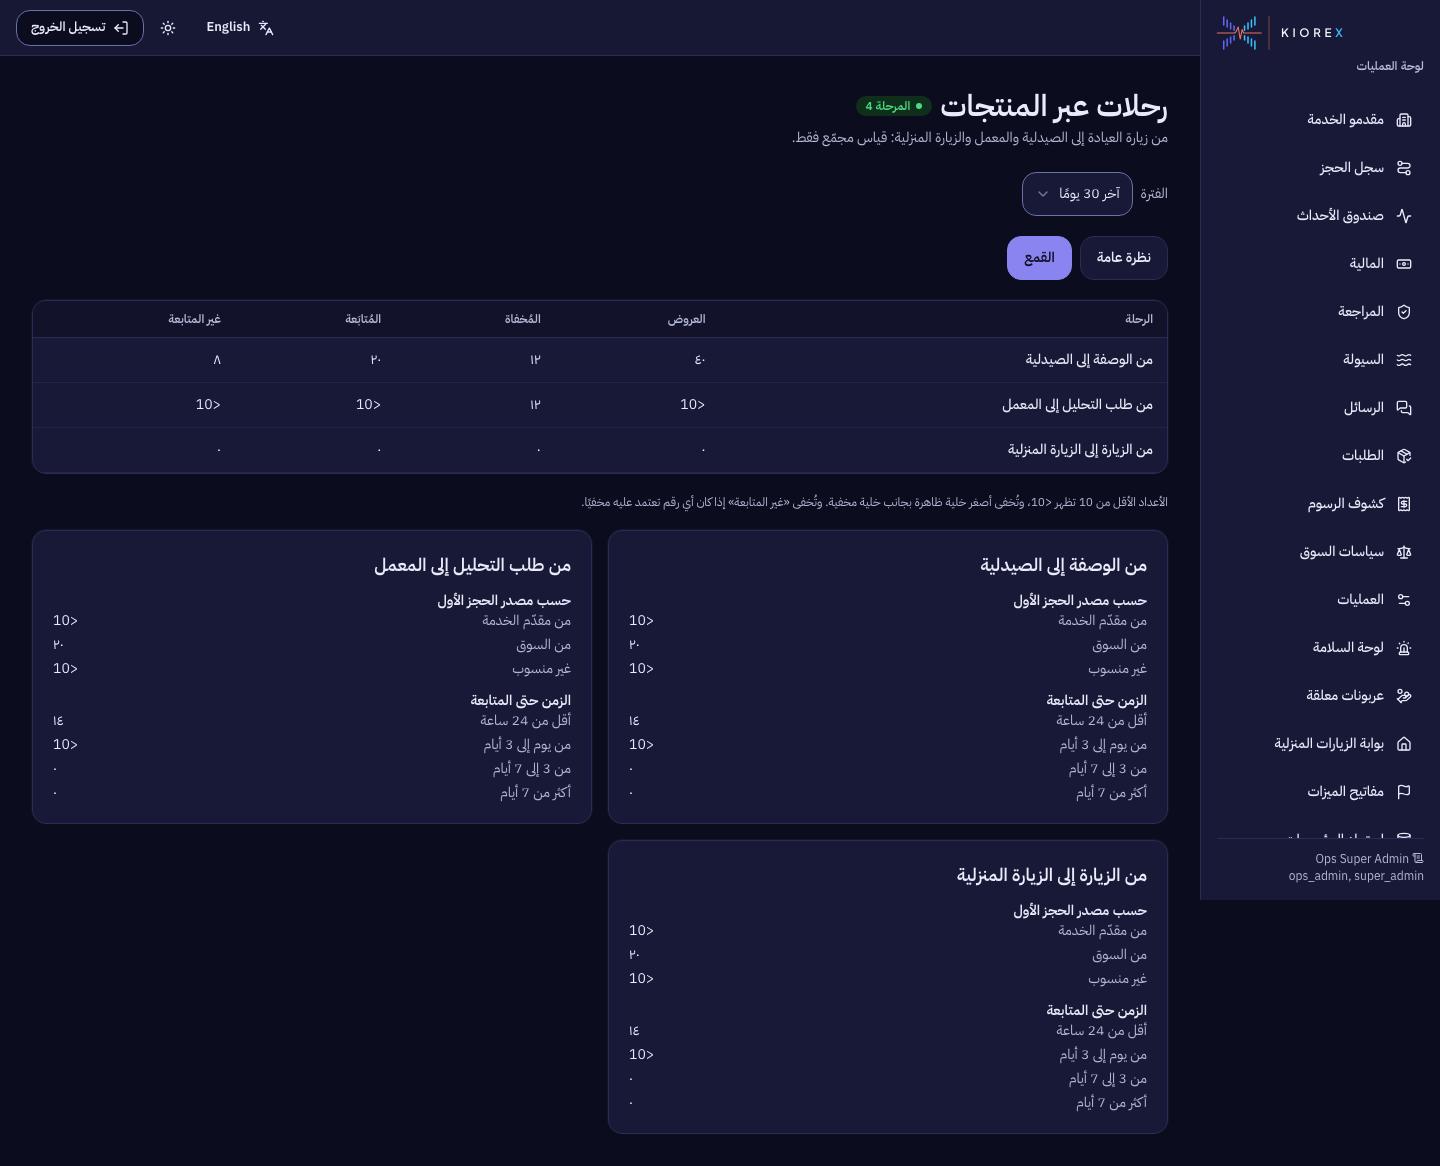 KIOREX
لوحة العمليات
مقدمو الخدمة
سجل الحجز
صندوق الأحداث
المالية
المراجعة
السيولة
الرسائل
الطلبات
كشوف الرسوم
سياسات السوق
العمليات
لوحة السلامة
عربونات معلقة
بوابة الزيارات المنزلية
مفاتيح الميزات
Ops Super Admin
ops_admin, super_admin
English
تسجيل الخروج
رحلات عبر المنتجات
المرحلة 4
من زيارة العيادة إلى الصيدلية والمعمل والزيارة المنزلية: قياس مجمّع فقط.
الفترة
آخر 30 يومًا
نظرة عامة
القمع
الرحلة العروض المُخفاة المُتابَعة غير المتابعة
من الوصفة إلى الصيدلية ٤٠ ١٢ ٢٠ ٨
من طلب التحليل إلى المعمل <10 ١٢ <10 <10
من الزيارة إلى الزيارة المنزلية ٠ ٠ ٠ ٠
الأعداد الأقل من 10 تظهر <10، وتُخفى أصغر خلية ظاهرة بجانب خلية مخفية. وتُخفى «غير المتابعة» إذا كان أي رقم تعتمد عليه مخفيًا.
من الوصفة إلى الصيدلية
حسب مصدر الحجز الأول
من مقدّم الخدمة <10
من السوق ٢٠
غير منسوب <10
الزمن حتى المتابعة
أقل من 24 ساعة ١٤
من يوم إلى 3 أيام <10
من 3 إلى 7 أيام ٠
أكثر من 7 أيام ٠
من طلب التحليل إلى المعمل
حسب مصدر الحجز الأول
من مقدّم الخدمة <10
من السوق ٢٠
غير منسوب <10
الزمن حتى المتابعة
أقل من 24 ساعة ١٤
من يوم إلى 3 أيام <10
من 3 إلى 7 أيام ٠
أكثر من 7 أيام ٠
من الزيارة إلى الزيارة المنزلية
حسب مصدر الحجز الأول
من مقدّم الخدمة <10
من السوق ٢٠
غير منسوب <10
الزمن حتى المتابعة
أقل من 24 ساعة ١٤
من يوم إلى 3 أيام <10
من 3 إلى 7 أيام ٠
أكثر من 7 أيام ٠